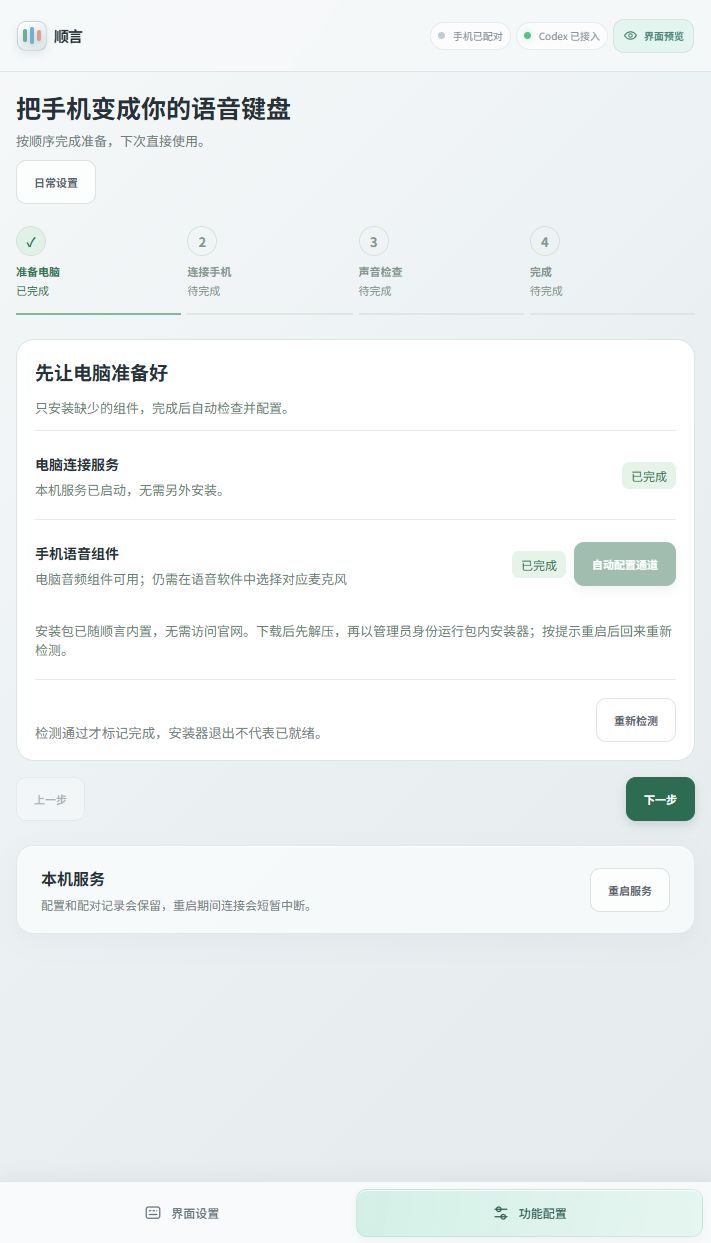 顺言
手机已配对
Codex 已接入
界面预览
把手机变成你的语音键盘
按顺序完成准备，下次直接使用。
日常设置
✓
2
3
4
准备电脑
连接手机
声音检查
完成
已完成
待完成
待完成
待完成
先让电脑准备好
只安装缺少的组件，完成后自动检查并配置。
电脑连接服务
本机服务已启动，无需另外安装。
已完成
手机语音组件
电脑音频组件可用；仍需在语音软件中选择对应麦克风
已完成
自动配置通道
安装包已随顺言内置，无需访问官网。下载后先解压，再以管理员身份运行包内安装器；按提示重启后回来重新
检测。
检测通过才标记完成，安装器退出不代表已就绪。
重新检测
上一步
下一步
本机服务
配置和配对记录会保留，重启期间连接会短暂中断。
重启服务
界面设置
功能配置